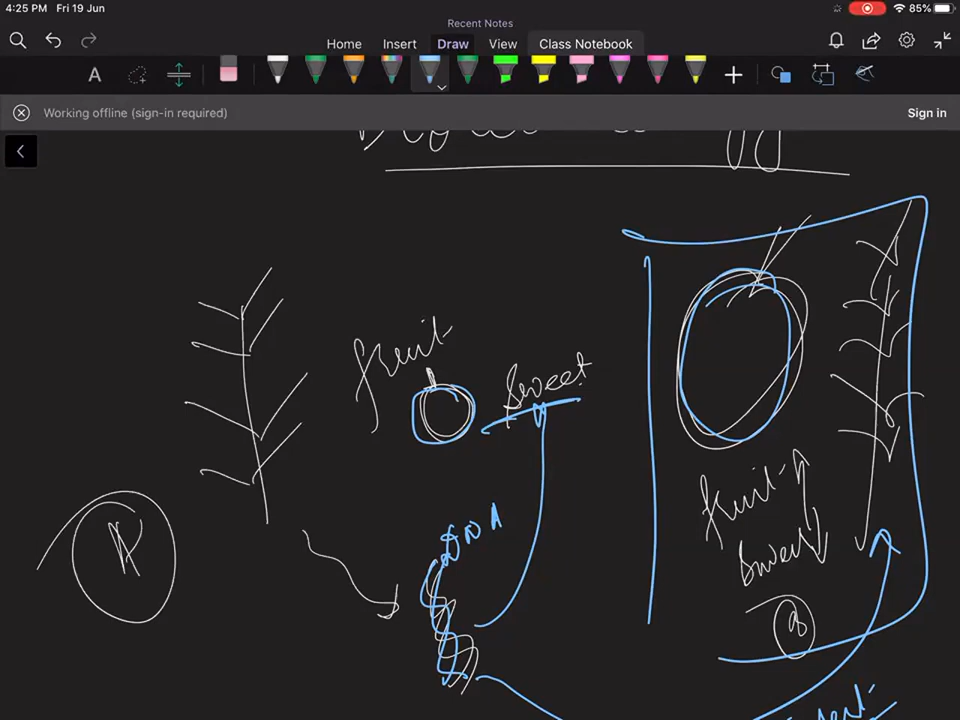 4:25 PM Fri 19 Jun
85%
Recent Notes
Home Insert Draw View Class Notebook
A
Working offline (sign-in required)
Sign in
fruit
Sweet
DNA
A
fruit ↑
Sweet ↓